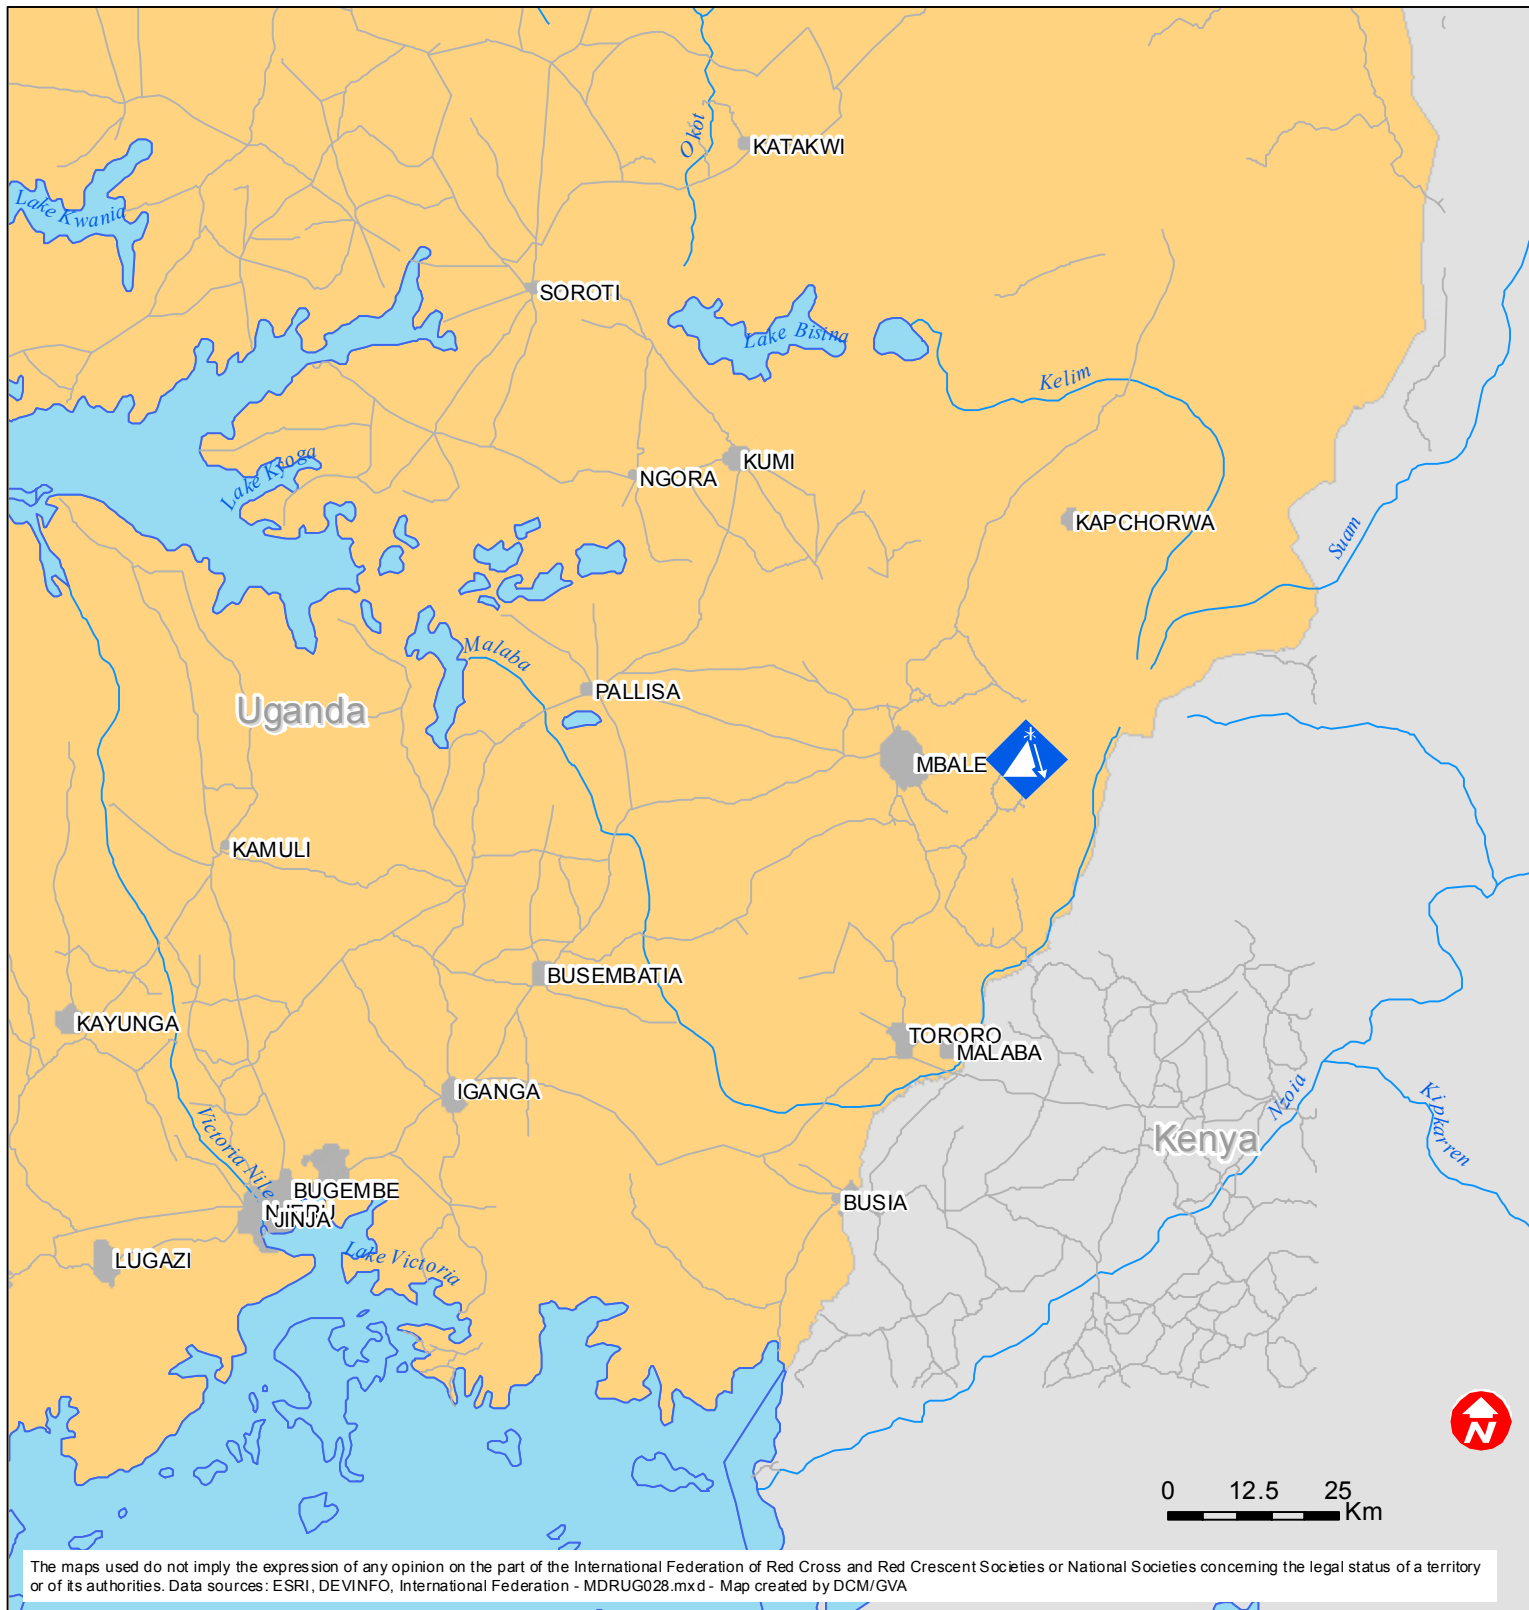 Okot
KATAKWI
Lake Kwania
SOROTI
Lake Bisina
Kelim
KUMI
Lake Kyoga
NGORA
KAPCHORWA
Suam
Malaba
PALLISA
Uganda
MBALE
KAMULI
BUSEMBATIA
KAYUNGA
TORORO
MALABA
IGANGA
Nzoia
Kipkarren
Victoria Nile
Kenya
BUGEMBE
BUSIA
NJERU
JINJA
Lake Victoria
LUGAZI
N
0 12.5 25
Km
The maps used do not imply the expression of any opinion on the part of the International Federation of Red Cross and Red Crescent Societies or National Societies concerning the legal status of a territory
or of its authorities. Data sources: ESRI, DEVINFO, International Federation - MDRUG028.mxd - Map created by DCM/GVA